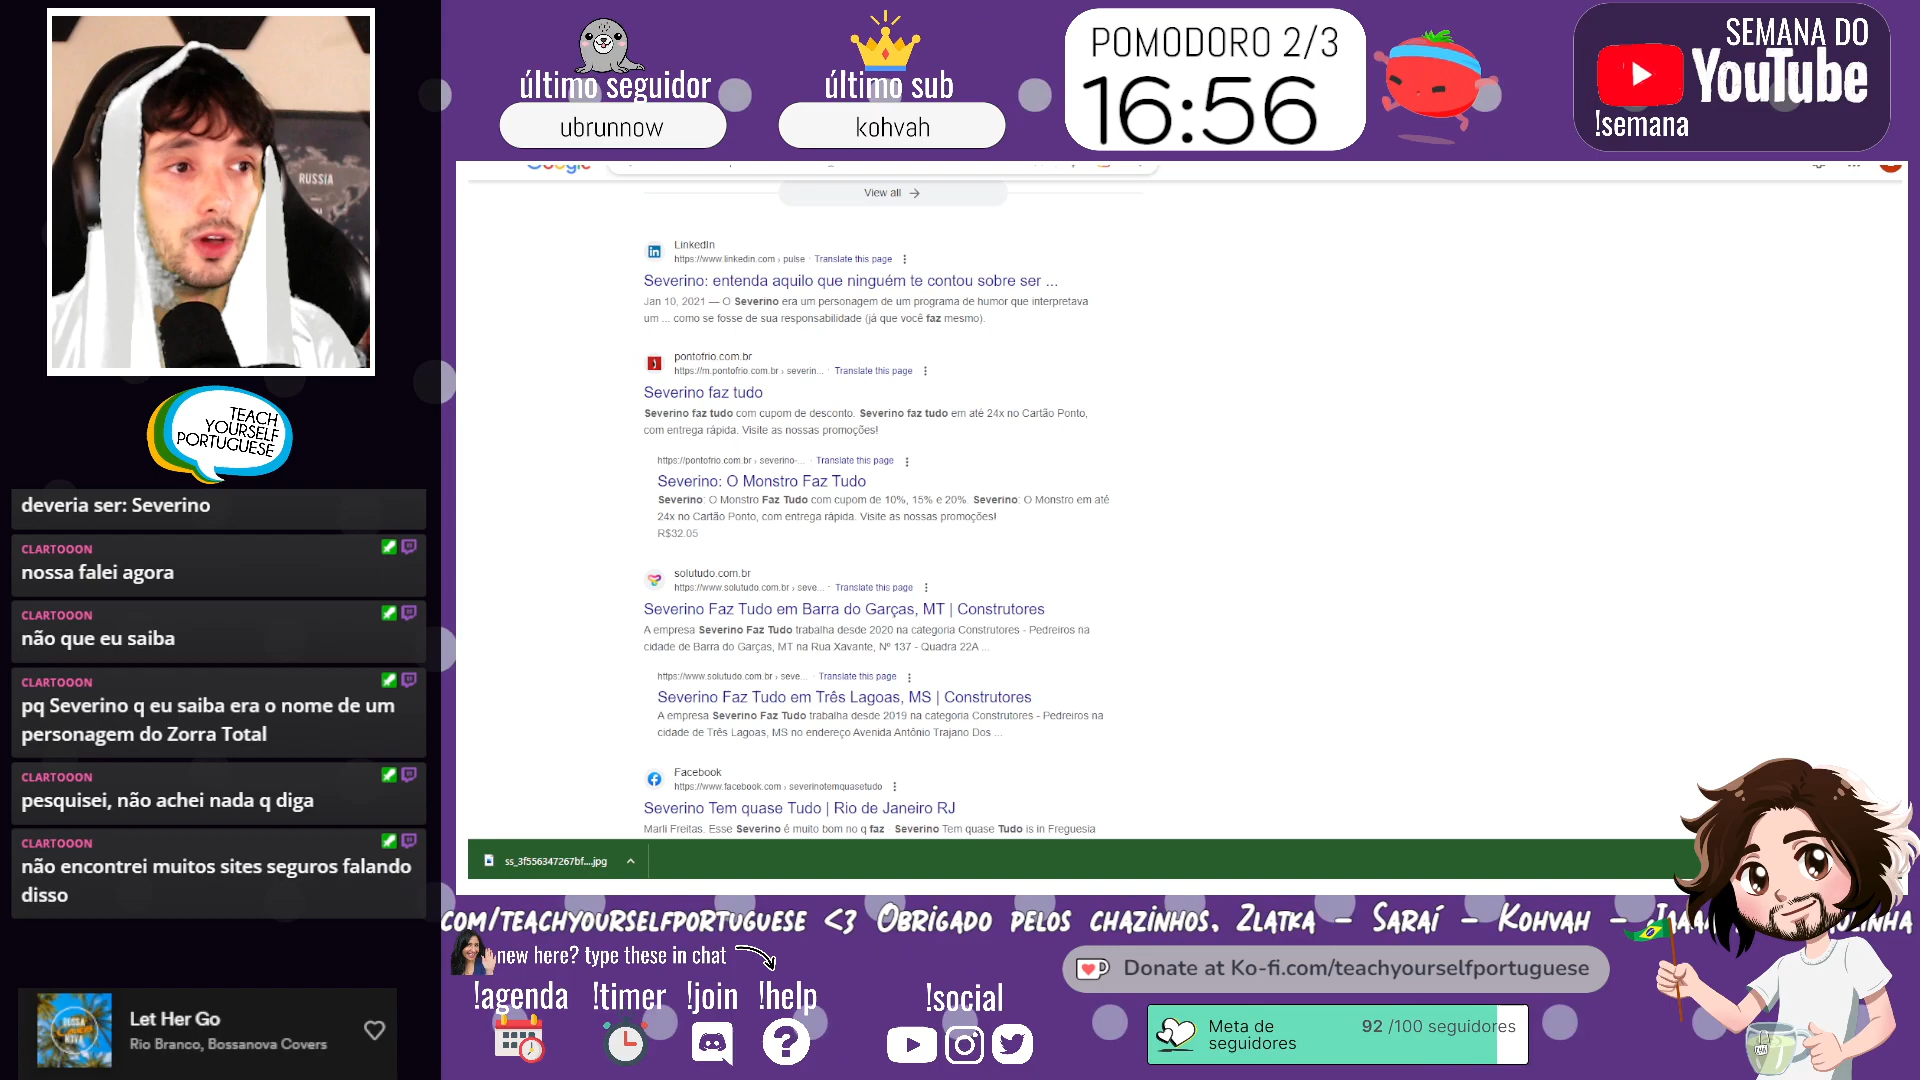 RUSSIA
TEACH
YOURSELF
PORTUGUESE
deveria ser: Severino
CLARTOOON
nossa falei agora
CLARTOOON
não que eu saiba
CLARTOOON
pq Severino q eu saiba era o nome de um
personagem do Zorra Total
CLARTOOON
pesquisei, não achei nada q diga
CLARTOOON
não encontrei muitos sites seguros falando
disso
Let Her Go
Rio Branco, Bossanova Covers
último seguidor
ubrunnow
último sub
kohvah
POMODORO 2/3
16:56
SEMANA DO
YouTube
!semana
View all →
LinkedIn
https://www.linkedin.com › pulse · Translate this page
Severino: entenda aquilo que ninguém te contou sobre ser ...
Jan 10, 2021 — O Severino era um personagem de um programa de humor que interpretava
um ... como se fosse de sua responsabilidade (já que você faz mesmo).
pontofrio.com.br
https://m.pontofrio.com.br › severin... · Translate this page
Severino faz tudo
Severino faz tudo com cupom de desconto. Severino faz tudo em até 24x no Cartão Ponto,
com entrega rápida. Visite as nossas promoções!
https://pontofrio.com.br › severino-... · Translate this page
Severino: O Monstro Faz Tudo
Severino: O Monstro Faz Tudo com cupom de 10%, 15% e 20%. Severino: O Monstro em até
24x no Cartão Ponto, com entrega rápida. Visite as nossas promoções!
R$32.05
solutudo.com.br
https://www.solutudo.com.br › seve... · Translate this page
Severino Faz Tudo em Barra do Garças, MT | Construtores
A empresa Severino Faz Tudo trabalha desde 2020 na categoria Construtores - Pedreiros na
cidade de Barra do Garças, MT na Rua Xavante, Nº 137 - Quadra 22A ...
https://www.solutudo.com.br › seve... · Translate this page
Severino Faz Tudo em Três Lagoas, MS | Construtores
A empresa Severino Faz Tudo trabalha desde 2019 na categoria Construtores - Pedreiros na
cidade de Três Lagoas, MS no endereço Avenida Antônio Trajano Dos ...
Facebook
https://www.facebook.com › severinotemquasetudo
Severino Tem quase Tudo | Rio de Janeiro RJ
Marli Freitas. Esse Severino é muito bom no q faz · Severino Tem quase Tudo is in Freguesia
ss_3f556347267bf....jpg
com/teachyourselfportuguese <3 Obrigado pelos chazinhos, Zlatka – Saraí – Kohvah –
new here? type these in chat
!agenda !timer !join !help
!social
Donate at Ko-fi.com/teachyourselfportuguese
Meta de
seguidores
92 /100 seguidores